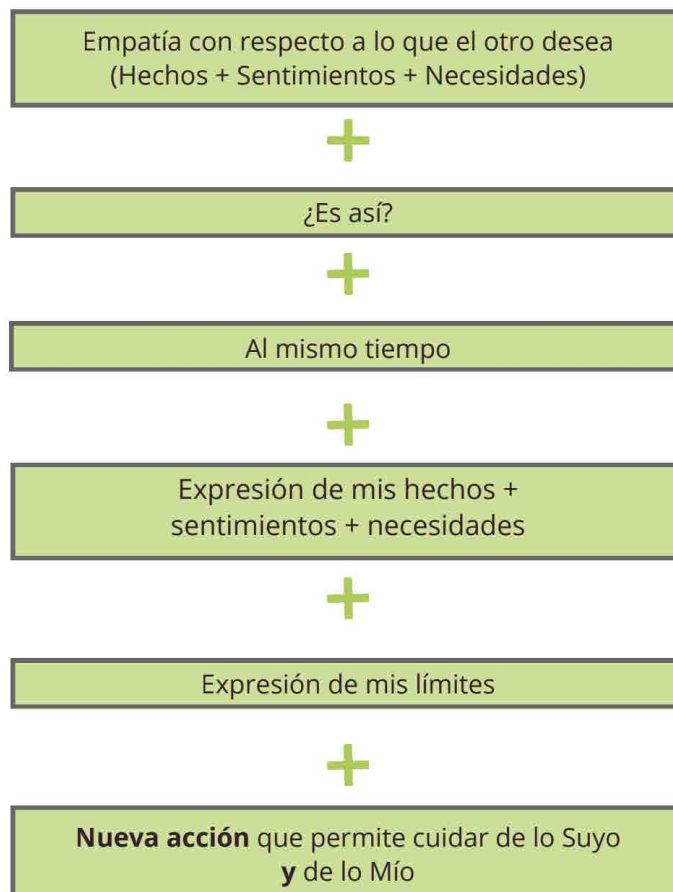 Empatía con respecto a lo que el otro desea
(Hechos + Sentimientos + Necesidades)
+
¿Es así?
+
Al mismo tiempo
+
Expresión de mis hechos +
sentimientos + necesidades
+
Expresión de mis límites
+
Nueva acción que permite cuidar de lo Suyo
y de lo Mío